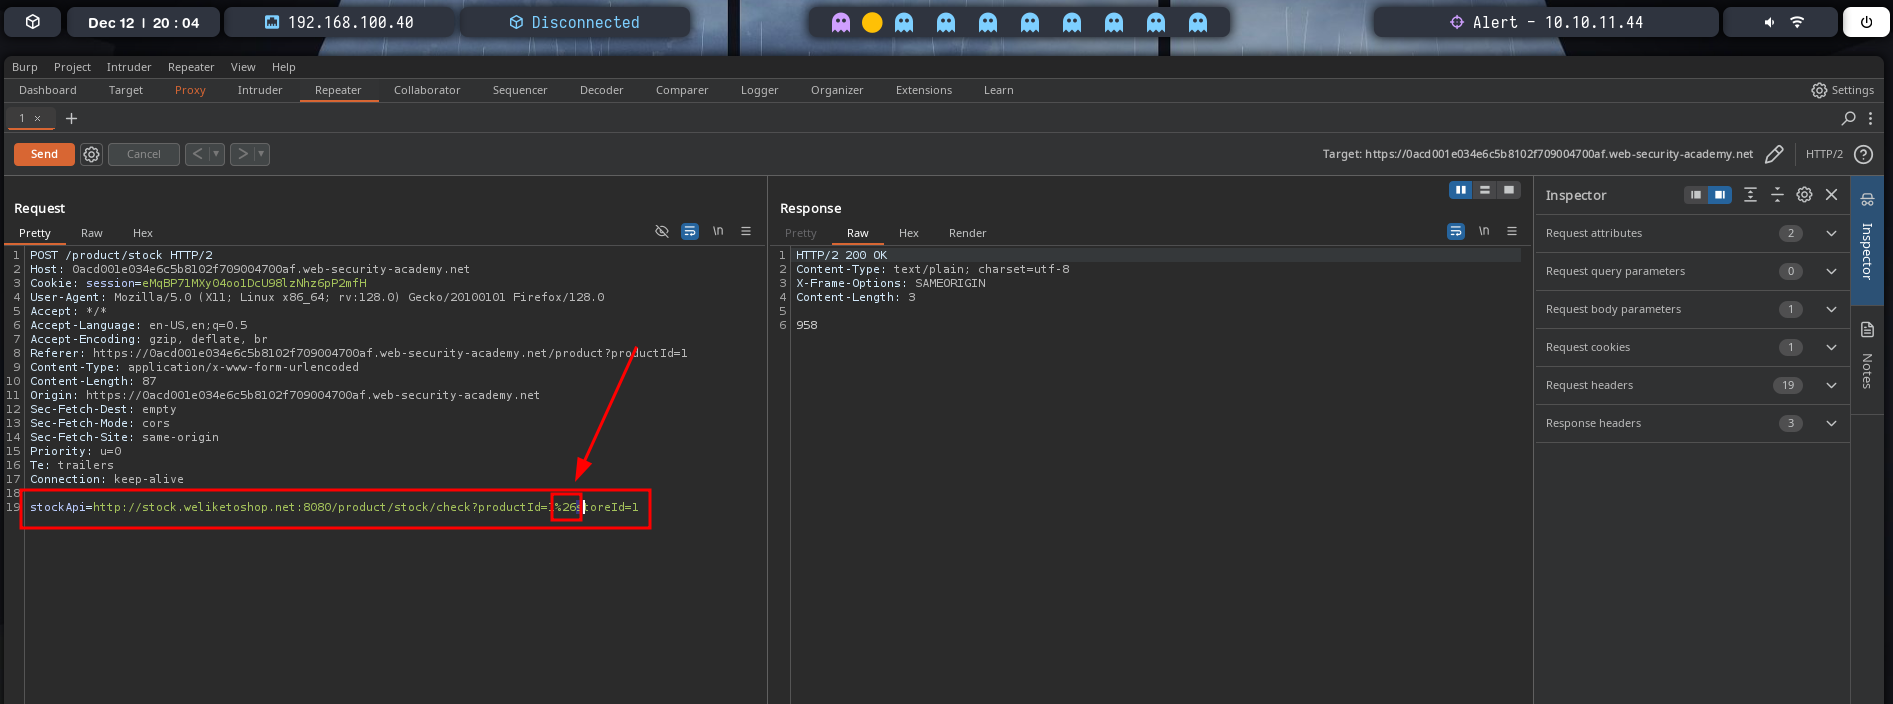 Dec 12 | 20 : 04
192.168.100.40
Disconnected
Alert - 10.10.11.44
Burp Project Intruder Repeater View Help
Dashboard Target Proxy Intruder Repeater Collaborator Sequencer Decoder Comparer Logger Organizer Extensions Learn Settings
1 × +
Send Cancel < > Target: https://0acd001e034e6c5b8102f709004700af.web-security-academy.net HTTP/2
Request
Pretty Raw Hex \n
1 POST /product/stock HTTP/2
2 Host: 0acd001e034e6c5b8102f709004700af.web-security-academy.net
3 Cookie: session=eMqBP71MXy04oo1DcU98lzNhz6pP2mfH
4 User-Agent: Mozilla/5.0 (X11; Linux x86_64; rv:128.0) Gecko/20100101 Firefox/128.0
5 Accept: */*
6 Accept-Language: en-US,en;q=0.5
7 Accept-Encoding: gzip, deflate, br
8 Referer: https://0acd001e034e6c5b8102f709004700af.web-security-academy.net/product?productId=1
9 Content-Type: application/x-www-form-urlencoded
10 Content-Length: 87
11 Origin: https://0acd001e034e6c5b8102f709004700af.web-security-academy.net
12 Sec-Fetch-Dest: empty
13 Sec-Fetch-Mode: cors
14 Sec-Fetch-Site: same-origin
15 Priority: u=0
16 Te: trailers
17 Connection: keep-alive
18
19 stockApi=http://stock.weliketoshop.net:8080/product/stock/check?productId=1%26storeId=1
Response
Pretty Raw Hex Render \n
1 HTTP/2 200 OK
2 Content-Type: text/plain; charset=utf-8
3 X-Frame-Options: SAMEORIGIN
4 Content-Length: 3
5
6 958
Inspector
Request attributes 2
Request query parameters 0
Request body parameters 1
Request cookies 1
Request headers 19
Response headers 3
Inspector
Notes